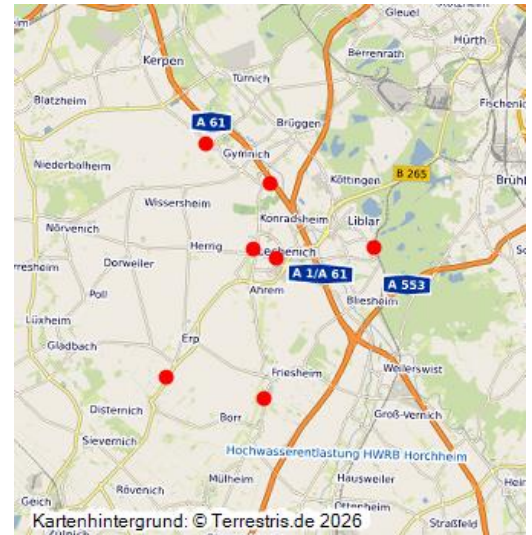 Gleuel
Hürth
Kerpen
Berrenrath
Türnich
Blatzheim
Fischeni
A 61
Brüggen
Gymnich
Niederbolheim
Köttingen
B 265
Brühl
Wissersheim
Konradsheim
Liblar
Nörvenich
Herrig
Lechenich
Dorweiler
A 1/A 61
A 553
Poll
Ahrem
Bliesheim
Lüxheim
Erp
Gladbach
Friesheim
Weilerswist
Disternich
Borr
Groß-Vernich
Sievernich
Hochwasserentlastung HWRB Horchheim
Mülheim
Hausweiler
Geich
Rövenich
Ottenheim
Straßfeld
Kartenhintergrund: © Terrestris.de 2026